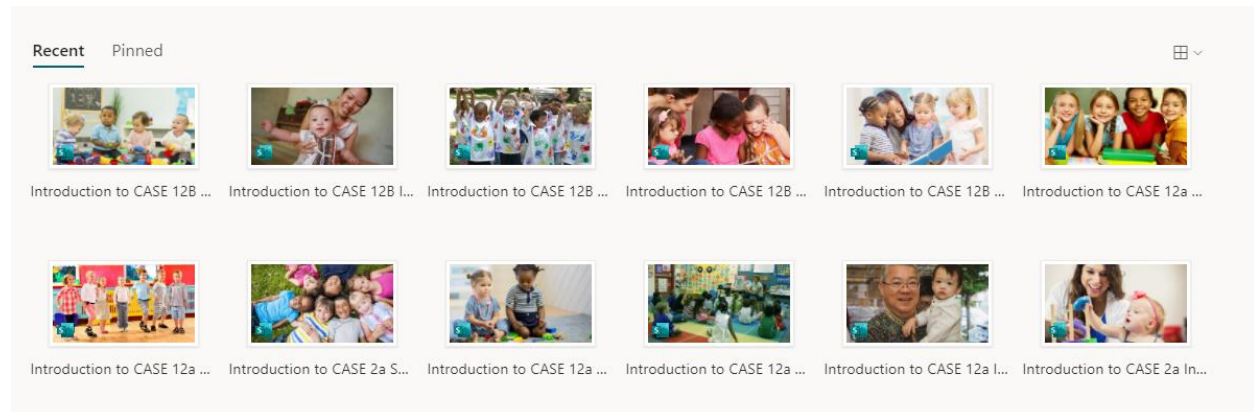 Recent Pinned
Introduction to CASE 12B ... Introduction to CASE 12B I... Introduction to CASE 12B ... Introduction to CASE 12B ... Introduction to CASE 12B ... Introduction to CASE 12a ...
Introduction to CASE 12a ... Introduction to CASE 2a S... Introduction to CASE 12a ... Introduction to CASE 12a ... Introduction to CASE 12a I... Introduction to CASE 2a In...